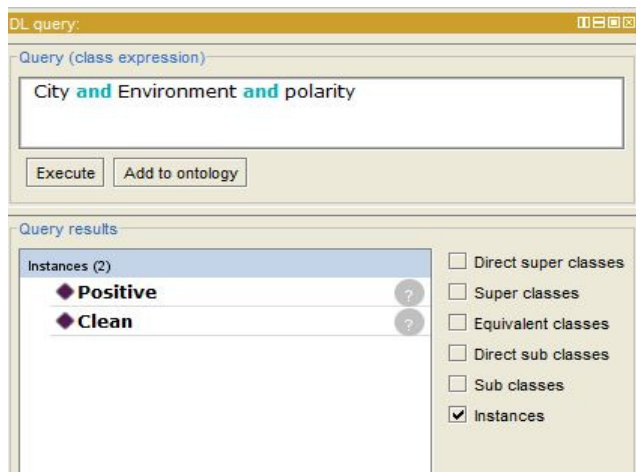 DL query:
Query (class expression)
City and Environment and polarity
Execute
Add to ontology
Query results
Instances (2)
Positive
?
Clean
?
Direct super classes
Super classes
Equivalent classes
Direct sub classes
Sub classes
Instances